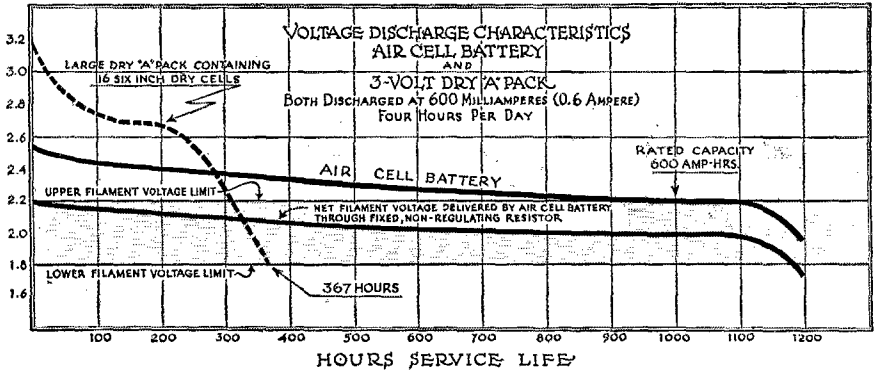 VOLTAGE DISCHARGE CHARACTERISTICS
AIR CELL BATTERY
AND
3-VOLT DRY "A" PACK
BOTH DISCHARGED AT 600 MILLIAMPERES (0.6 AMPERE)
FOUR HOURS PER DAY
LARGE DRY "A" PACK CONTAINING
16 SIX INCH DRY CELLS
RATED CAPACITY
600 AMP-HRS.
AIR CELL BATTERY
UPPER FILAMENT VOLTAGE LIMIT
NET FILAMENT VOLTAGE DELIVERED BY AIR CELL BATTERY
THROUGH FIXED, NON-REGULATING RESISTOR
LOWER FILAMENT VOLTAGE LIMIT
367 HOURS
3.2
3.0
2.8
2.6
2.4
2.2
2.0
1.8
1.6
100 200 300 400 500 600 700 800 900 1000 1100 1200
HOURS SERVICE LIFE